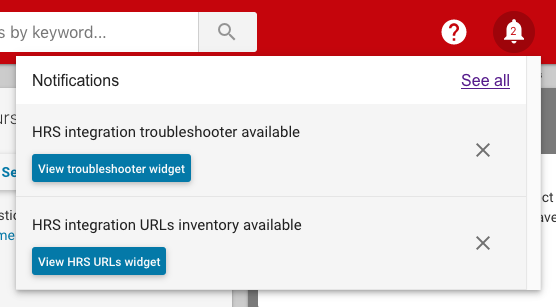 s by keyword...
?
2
Notifications
See all
HRS integration troubleshooter available
View troubleshooter widget
HRS integration URLs inventory available
View HRS URLs widget
urs
Se
stic
me
ct
ave